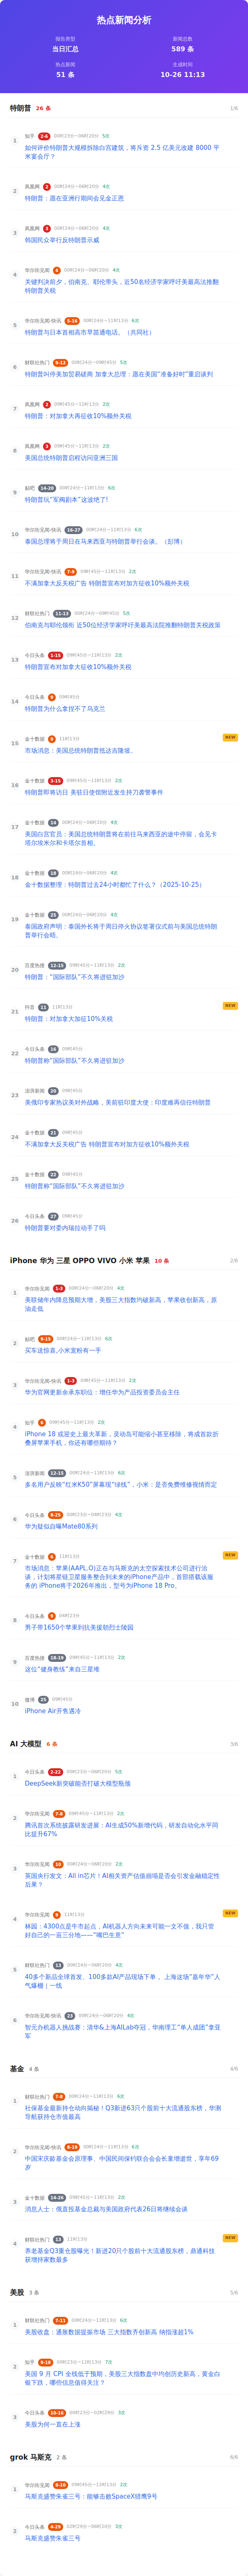 热点新闻分析
报告类型
新闻总数
当日汇总
589 条
热点新闻
生成时间
51 条
10-26 11:13
特朗普 26 条 1/6
1 知乎 2-6 00时23分~06时20分 5次
如何评价特朗普大规模拆除白宫建筑，将斥资 2.5 亿美元改建 8000 平
米宴会厅？
2 凤凰网 2 00时24分~06时20分 4次
特朗普：愿在亚洲行期间会见金正恩
3 凤凰网 3 00时24分~06时20分 4次
韩国民众举行反特朗普示威
4 华尔街见闻 4 00时24分~06时20分 4次
关键判决前夕，伯南克、耶伦带头，近50名经济学家呼吁美最高法推翻
特朗普关税
5 华尔街见闻-快讯 5-16 00时24分~11时13分 6次
特朗普与日本首相高市早苗通电话。（共同社）
6 财联社热门 9-12 00时24分~09时45分 5次
特朗普叫停美加贸易磋商 加拿大总理：愿在美国“准备好时”重启谈判
7 凤凰网 2 09时45分~11时13分 2次
特朗普：对加拿大再征收10%额外关税
8 凤凰网 3 09时45分~11时13分 2次
美国总统特朗普启程访问亚洲三国
9 贴吧 14-20 00时24分~11时13分 6次
特朗普玩“军阀剧本”这波绝了!
10 华尔街见闻-快讯 16-27 00时24分~11时13分 6次
泰国总理将于周日在马来西亚与特朗普举行会谈。（彭博）
11 华尔街见闻 7-9 09时45分~11时13分 2次
不满加拿大反关税广告 特朗普宣布对加方征收10%额外关税
12 财联社热门 11-13 00时24分~09时45分 5次
伯南克与耶伦领衔 近50位经济学家呼吁美最高法院推翻特朗普关税政策
13 今日头条 1-15 09时45分~11时13分 2次
特朗普宣布对加拿大征收10%额外关税
14 今日头条 8 09时45分
特朗普为什么拿捏不了乌克兰
15 金十数据 9 11时13分 NEW
市场消息：美国总统特朗普抵达吉隆坡。
16 金十数据 3-15 09时45分~11时13分 2次
特朗普即将访日 美驻日使馆附近发生持刀袭警事件
17 金十数据 14 00时24分~06时20分 4次
美国白宫官员：美国总统特朗普将在前往马来西亚的途中停留，会见卡
塔尔埃米尔和卡塔尔首相。
18 金十数据 18 00时24分~06时20分 4次
金十数据整理：特朗普过去24小时都忙了什么？（2025-10-25）
19 金十数据 25 00时24分~06时20分 4次
泰国政府声明：泰国外长将于周日停火协议签署仪式前与美国总统特朗
普举行会晤。
20 百度热搜 12-15 09时45分~11时13分 2次
特朗普：“国际部队”不久将进驻加沙
21 抖音 11 11时13分 NEW
特朗普：对加拿大加征10%关税
22 今日头条 16 09时45分
特朗普称“国际部队”不久将进驻加沙
23 澎湃新闻 20 09时45分
美俄印专家热议美对外战略，美前驻印度大使：印度难再信任特朗普
24 金十数据 21 09时45分
不满加拿大反关税广告 特朗普宣布对加方征收10%额外关税
25 金十数据 22 09时45分
特朗普称“国际部队”不久将进驻加沙
26 今日头条 27 09时45分
特朗普要对委内瑞拉动手了吗
iPhone 华为 三星 OPPO VIVO 小米 苹果 10 条 2/6
1 华尔街见闻 1-3 00时24分~06时20分 4次
美联储年内降息预期大增，美股三大指数均破新高，苹果收创新高，原
油走低
2 贴吧 9-15 00时24分~11时13分 6次
买车送惊喜,小米宠粉有一手
3 华尔街见闻-快讯 1-3 09时45分~11时13分 2次
华为官网更新余承东职位：增任华为产品投资委员会主任
4 知乎 6 09时45分~11时13分 2次
iPhone 18 或迎史上最大革新，灵动岛可能缩小甚至移除，将成首款折
叠屏苹果手机，你还有哪些期待？
5 澎湃新闻 12-15 00时24分~11时13分 6次
多名用户反映“红米K50”屏幕现“绿线”，小米：是否免费维修视情而定
6 今日头条 8-25 00时23分~04时23分 4次
华为疑似自曝Mate80系列
7 金十数据 6 11时13分 NEW
市场消息：苹果(AAPL.O)正在与马斯克的太空探索技术公司进行洽
谈，计划将星链卫星服务整合到未来的iPhone产品中，首部搭载该服
务的 iPhone将于2026年推出，型号为iPhone 18 Pro。
8 今日头条 6 04时23分
男子带1650个苹果到抗美援朝烈士陵园
9 百度热搜 18-19 09时45分~11时13分 2次
这位“健身教练”来自三星堆
10 微博 25 09时45分
iPhone Air开售遇冷
AI 大模型 6 条 3/6
1 今日头条 2-22 00时23分~06时20分 5次
DeepSeek新突破能否打破大模型瓶颈
2 华尔街见闻 7-8 09时45分~11时13分 2次
腾讯首次系统披露研发进展：AI生成50%新增代码，研发自动化水平同
比提升67%
3 华尔街见闻 10 00时24分~06时20分 2次
英国央行发文：All in芯片！AI相关资产估值崩塌是否会引发金融稳定性
后果？
4 华尔街见闻 9 11时13分 NEW
林园：4300点是牛市起点，AI机器人方向未来可能一文不值，我只管
好自己的一亩三分地——“嘴巴生意”
5 财联社热门 13 00时24分~06时20分 4次
40多个新品全球首发、100多款AI产品现场下单， 上海这场“嘉年华”人
气爆棚｜一线
6 华尔街见闻-快讯 23 00时24分~06时20分 4次
智元办机器人挑战赛：清华&上海AILab夺冠，华南理工“单人成团”拿亚
军
基金 4 条 4/6
1 财联社热门 7-8 00时24分~11时13分 6次
社保基金最新持仓动向揭秘！Q3新进63只个股前十大流通股东榜，华测
导航获持仓市值最高
2 华尔街见闻-快讯 8-19 00时24分~11时13分 6次
中国宋庆龄基金会原理事、中国民间保钓联合会会长童增逝世，享年69
岁
3 金十数据 14-26 09时45分~11时13分 2次
消息人士：俄直投基金总裁与美国政府代表26日将继续会谈
4 财联社热门 13 11时13分 NEW
养老基金Q3重仓股曝光！新进20只个股前十大流通股东榜，鼎通科技
获增持家数最多
美股 3 条 5/6
1 财联社热门 7-11 00时24分~11时13分 6次
美股收盘：通胀数据提振市场 三大指数齐创新高 纳指涨超1%
2 知乎 9-18 00时23分~11时13分 7次
美国 9 月 CPI 全线低于预期，美股三大指数盘中均创历史新高，黄金白
银下跌，哪些信息值得关注？
3 今日头条 10-16 00时23分~02时29分 3次
美股为何一直在上涨
grok 马斯克 2 条 6/6
1 华尔街见闻 8-10 09时45分~11时13分 2次
马斯克盛赞朱雀三号：能够击败SpaceX猎鹰9号
2 今日头条 4-29 02时29分~06时20分 3次
马斯克盛赞朱雀三号